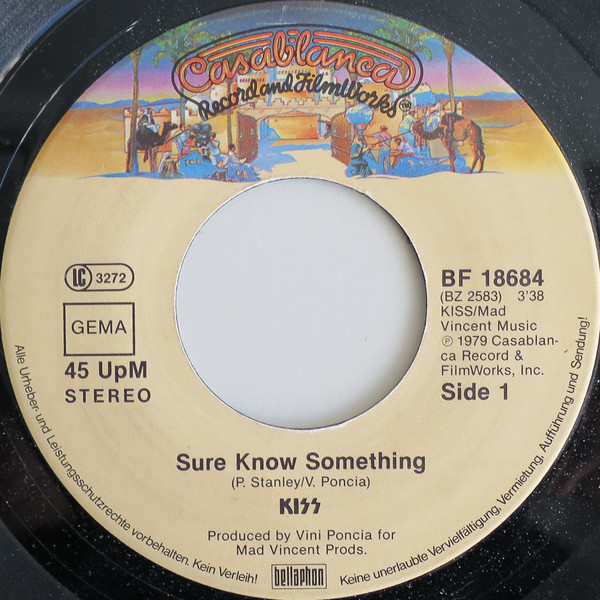 Casablanca
Record and FilmWorks
LC 3272
GEMA
45 UpM
STEREO
BF 18684
(BZ 2583) 3'38
KISS/Mad
Vincent Music
℗ 1979 Casablan-
ca Record &
FilmWorks, Inc.
Side 1
Sure Know Something
(P. Stanley/V. Poncia)
KISS
Produced by Vini Poncia for
Mad Vincent Prods.
bellaphon
Alle Urheber- und Leistungsschutzrechte vorbehalten. Kein Verleih! Keine unerlaubte Vervielfältigung, Vermietung, Aufführung und Sendung!